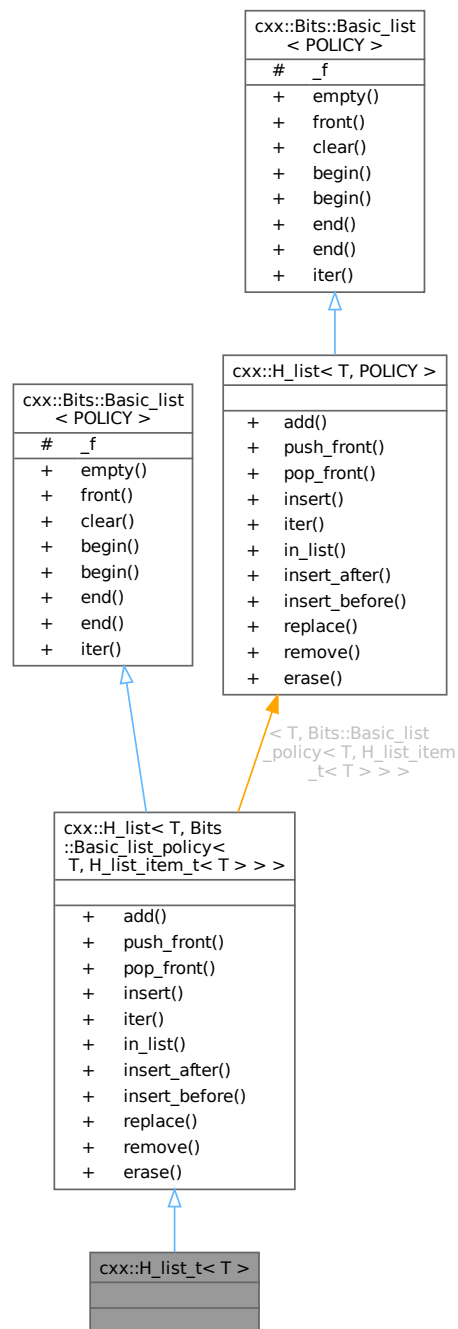 cxx::Bits::Basic_list
< POLICY >
# _f
+ empty()
+ front()
+ clear()
+ begin()
+ begin()
+ end()
+ end()
+ iter()
cxx::H_list< T, POLICY >
+ add()
+ push_front()
+ pop_front()
+ insert()
+ iter()
+ in_list()
+ insert_after()
+ insert_before()
+ replace()
+ remove()
+ erase()
cxx::Bits::Basic_list
< POLICY >
# _f
+ empty()
+ front()
+ clear()
+ begin()
+ begin()
+ end()
+ end()
+ iter()
< T, Bits::Basic_list
_policy< T, H_list_item
_t< T > > >
cxx::H_list< T, Bits
::Basic_list_policy<
T, H_list_item_t< T > > >
+ add()
+ push_front()
+ pop_front()
+ insert()
+ iter()
+ in_list()
+ insert_after()
+ insert_before()
+ replace()
+ remove()
+ erase()
cxx::H_list_t< T >